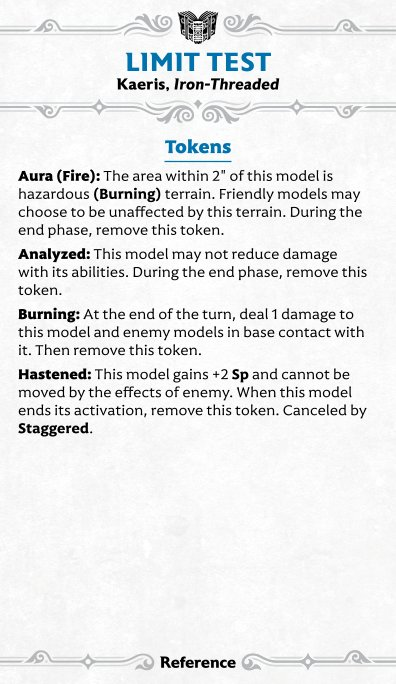 LIMIT TEST
Kaeris, Iron-Threaded
Tokens
Aura (Fire): The area within 2" of this model is
hazardous (Burning) terrain. Friendly models may
choose to be unaffected by this terrain. During the
end phase, remove this token.
Analyzed: This model may not reduce damage
with its abilities. During the end phase, remove this
token.
Burning: At the end of the turn, deal 1 damage to
this model and enemy models in base contact with
it. Then remove this token.
Hastened: This model gains +2 Sp and cannot be
moved by the effects of enemy. When this model
ends its activation, remove this token. Canceled by
Staggered.
Reference